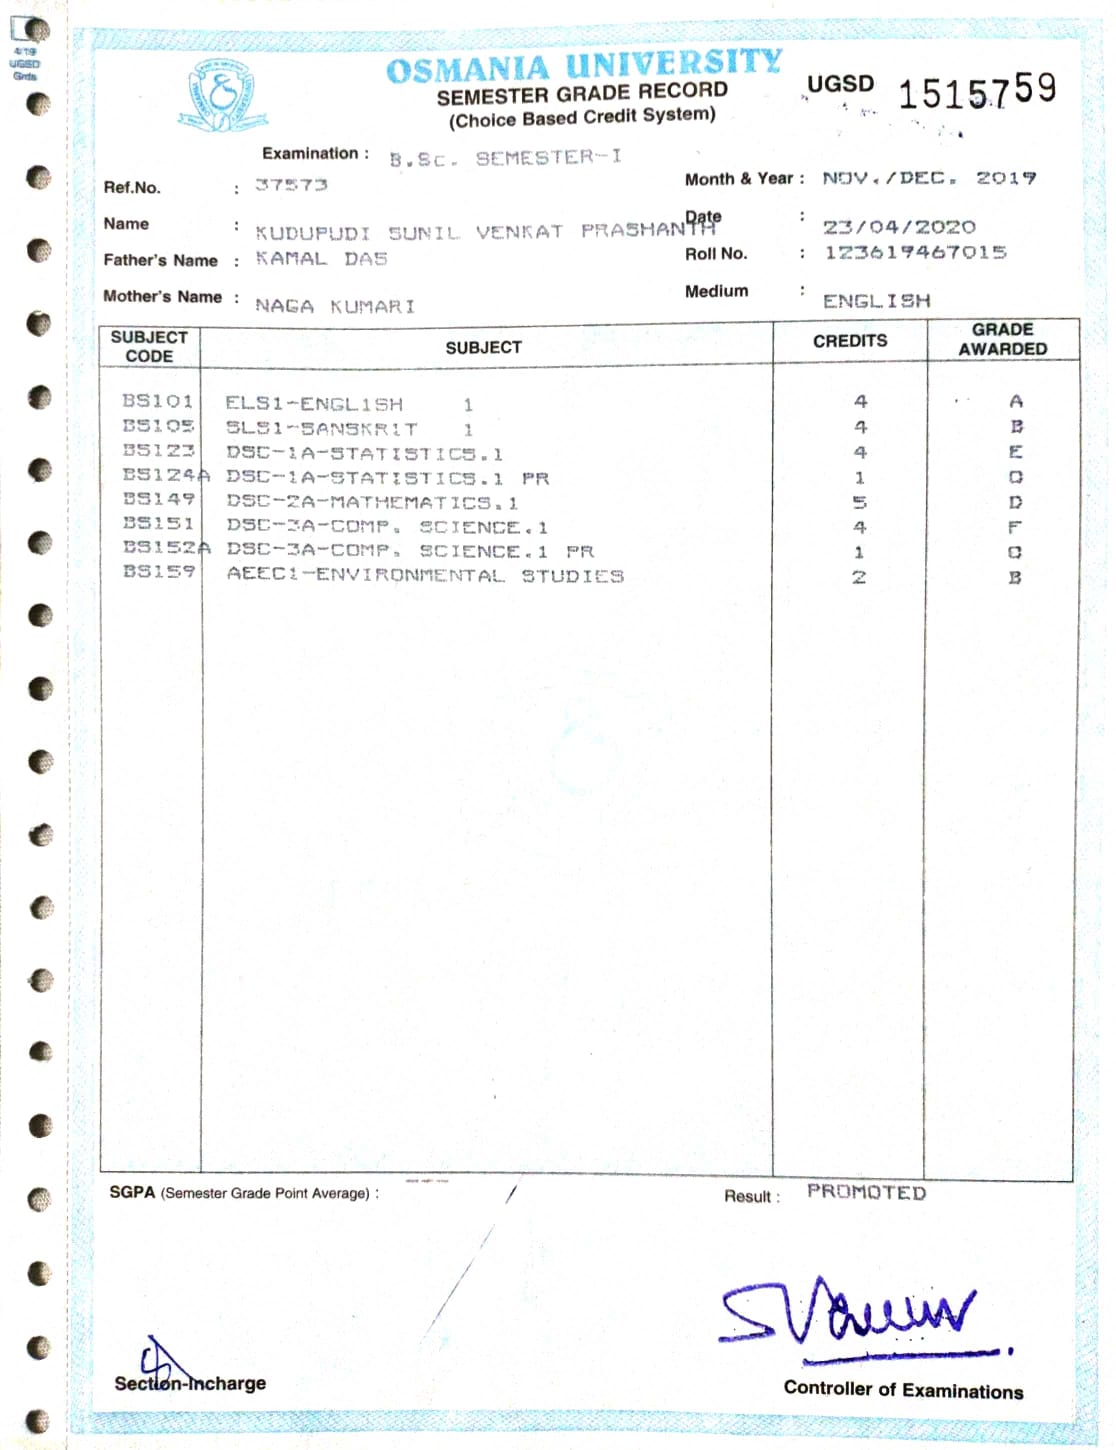 4/19
UGSD
Grds
OSMANIA UNIVERSITY
SEMESTER GRADE RECORD
(Choice Based Credit System)
UGSD 1515759
Examination : B.Sc. SEMESTER-I
Ref.No. : 37573
Month & Year : NOV./DEC. 2019
Name : KUDUPUDI SUNIL VENKAT PRASHANTH
Date : 23/04/2020
Father's Name : KAMAL DAS
Roll No. : 123619467015
Mother's Name : NAGA KUMARI
Medium : ENGLISH
SUBJECT CODE SUBJECT CREDITS GRADE AWARDED
BS101 ELS1-ENGLISH 1 4 A
BS105 SLS1-SANSKRIT 1 4 B
BS123 DSC-1A-STATISTICS.1 4 E
BS124A DSC-1A-STATISTICS.1 PR 1 O
BS149 DSC-2A-MATHEMATICS.1 5 D
BS151 DSC-3A-COMP. SCIENCE.1 4 F
BS152A DSC-3A-COMP. SCIENCE.1 PR 1 O
BS159 AEEC1-ENVIRONMENTAL STUDIES 2 B
SGPA (Semester Grade Point Average) :
Result : PROMOTED
Section-Incharge
Controller of Examinations